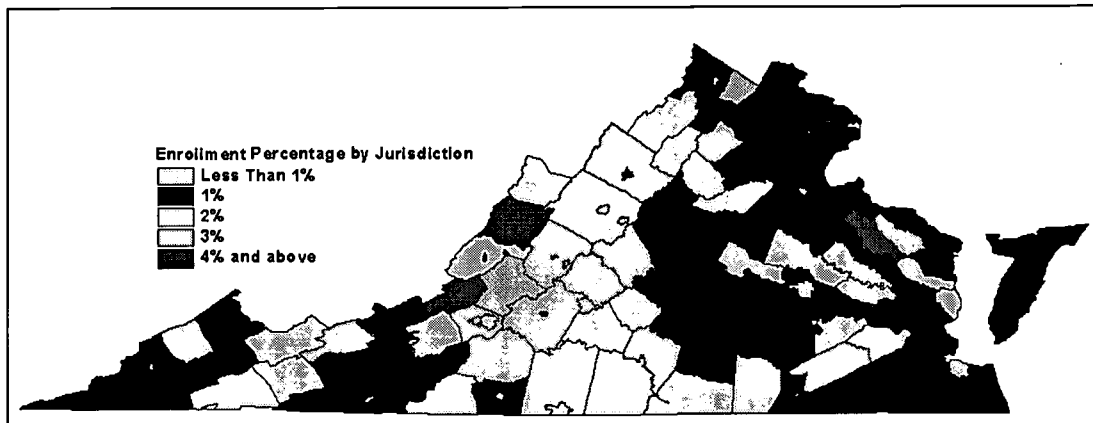 Enrollment Percentage by Jurisdiction
Less Than 1%
1%
2%
3%
4% and above